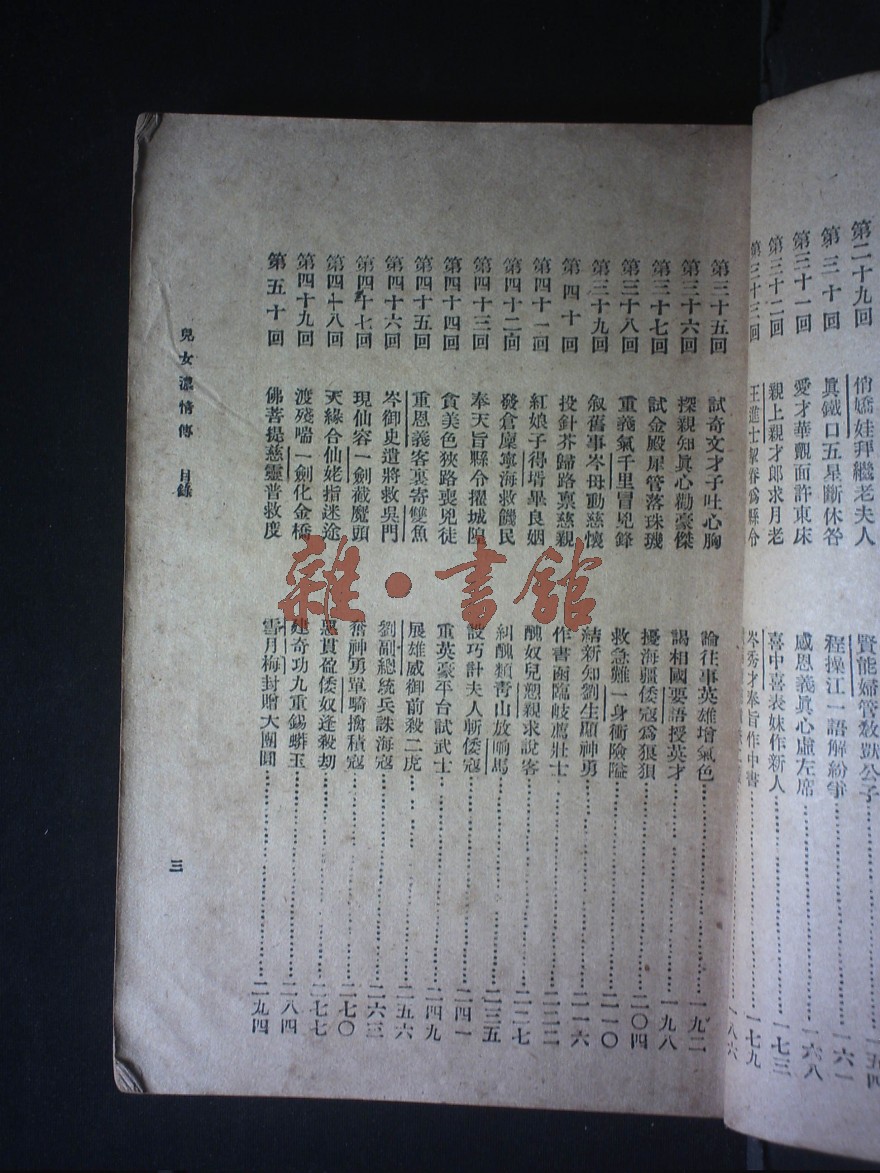 第二十九回 俏嬌娃拜繼老夫人 賢能婦管敎獃公子 一五四
第三十回 眞鐵口五星斷休咎 程操江一語解紛爭 一六一
第三十一回 愛才華觀面許東床 感恩義眞心虛左席 一六八
第三十二回 親上親才郎求月老 喜中喜表妹作新人 一七三
第三十三回 王進士挈眷爲縣令 岑秀才奉旨作中書 一七九
一八六
第三十五回 試奇文才子吐心胸 論往事英雄增氣色 一九二
第三十六回 探親知眞心勸豪傑 謁相國要語授英才 一九八
第三十七回 試金殿犀管落珠璣 擾海疆倭寇爲狼狽 二〇四
第三十八回 重義氣千里冒兇鋒 救急難一身衝險隘 二一〇
第三十九回 叙舊事岑母動慈懷 結新知劉生顯神勇 二一六
第四十回 投針芥歸路禀慈親 作書函臨岐薦壯士 二二二
第四十一回 紅娘子得壻畢良姻 醜奴兒懇親求說客 二二七
第四十二向 發倉廩寧海救饑民 糾醜類靑山放响馬 二三五
第四十三回 奉天旨縣令擢城隍 設巧計夫人斬倭寇 二四一
第四十四回 貪美色狹路喪兇徒 重英豪平台試武士 二四九
第四十五回 重恩義客裏寄雙魚 展雄威御前殺二虎 二五六
第四十六回 岑御史遣將救吳門 劉副總統兵誅海寇 二六三
第四十七回 現仙容一劍截魔頭 奮神勇單騎擒積寇 二七〇
第四十八回 天緣合仙姥指迷途 惡貫盈倭奴逢殺劫 二七七
第四十九回 渡殘喘一劍化金橋 建奇功九重錫蟒玉 二八四
第五十回 佛菩提慈靈普救度 雪月梅封贈大團圓 二九四
兒女濃情傳 目錄 三
雜·書館